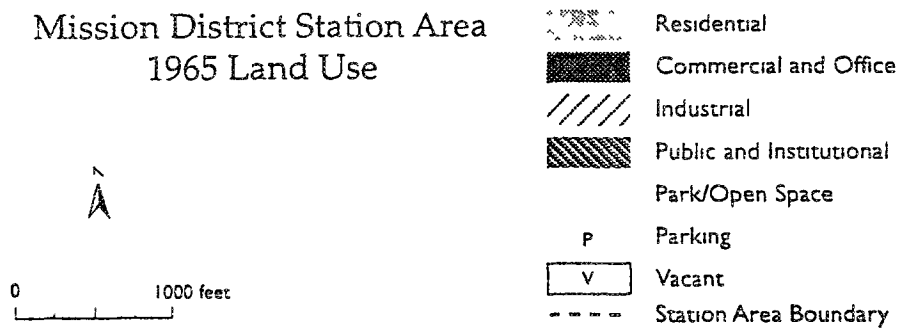 Mission District Station Area
1965 Land Use
0 1000 feet
Residential
Commercial and Office
Industrial
Public and Institutional
Park/Open Space
P Parking
V Vacant
Station Area Boundary